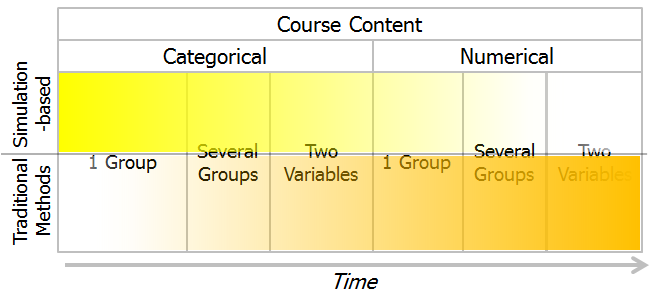 Course Content
Categorical Numerical
Simulation
-based
1 Group Several Two 1 Group Several Two
Groups Variables Groups Variables
Traditional
Methods
Time